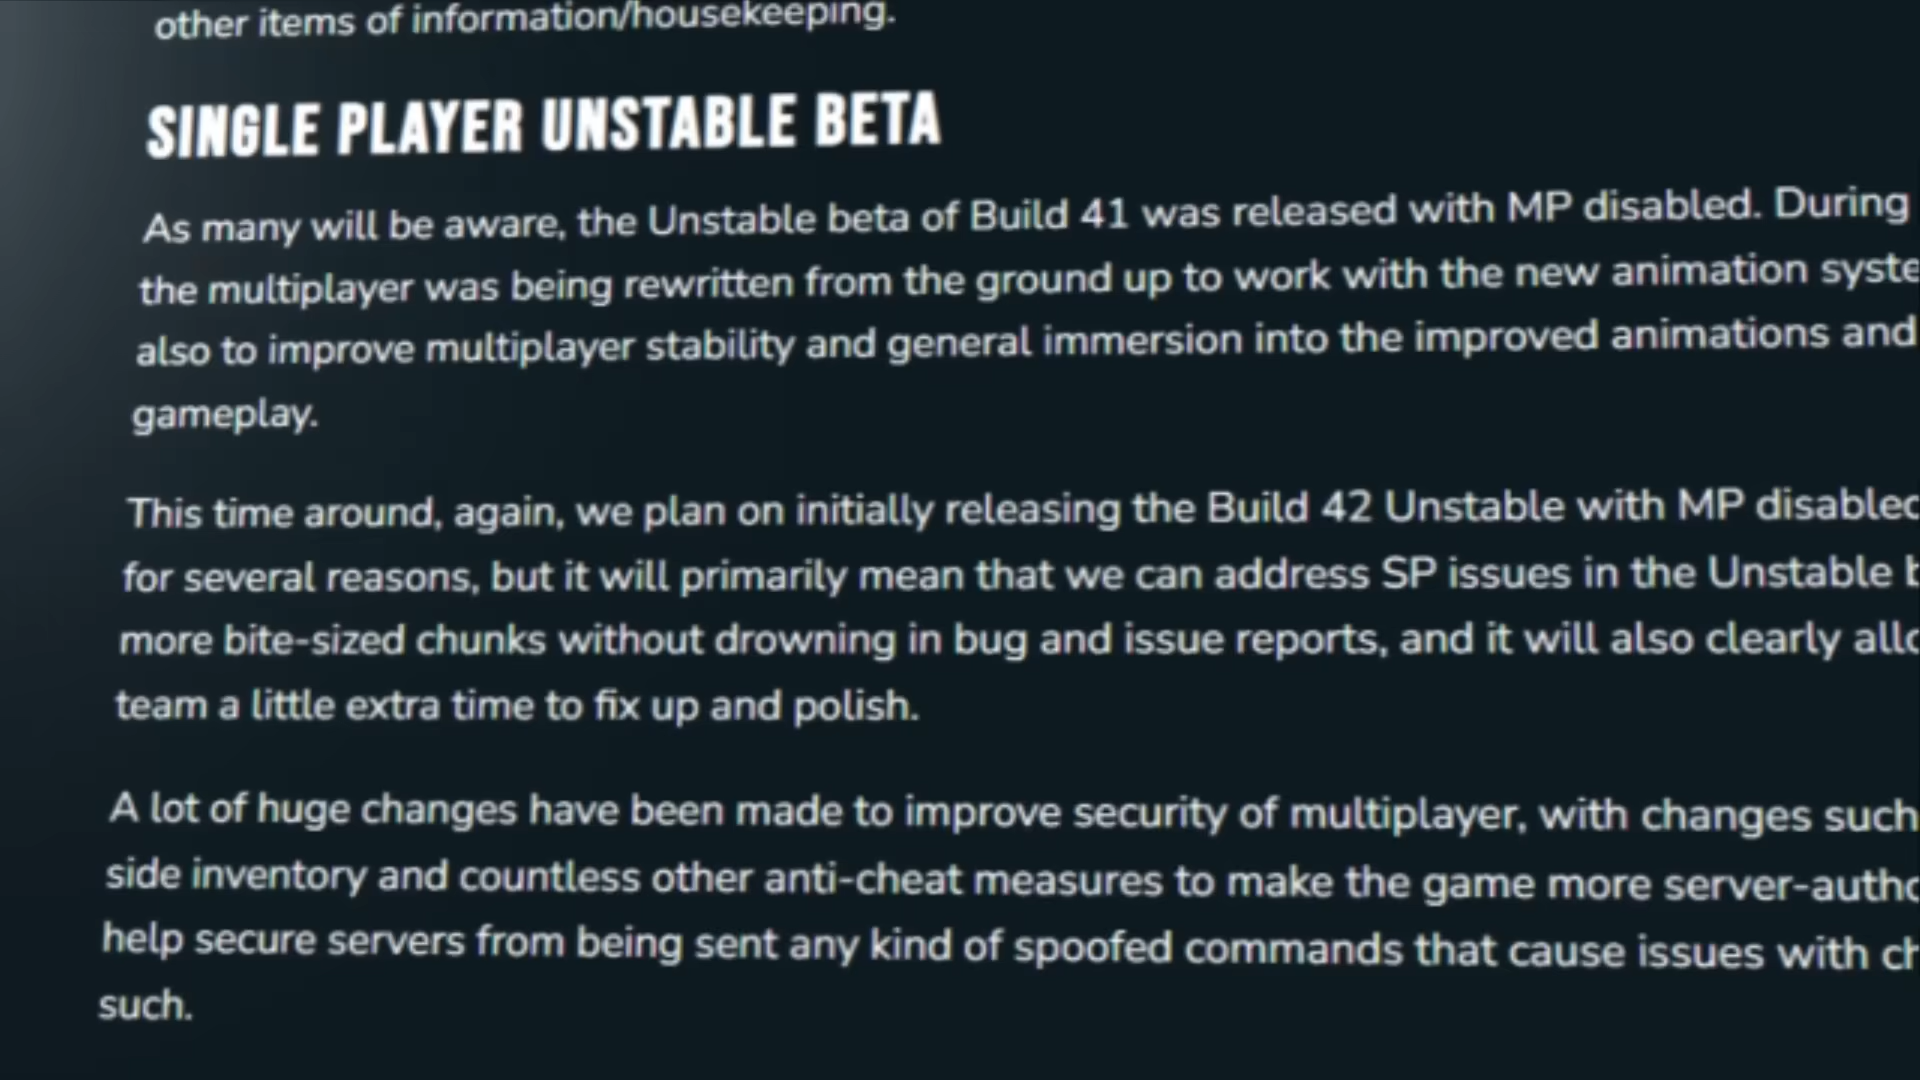 other items of information/housekeeping.
SINGLE PLAYER UNSTABLE BETA
As many will be aware, the Unstable beta of Build 41 was released with MP disabled. During
the multiplayer was being rewritten from the ground up to work with the new animation syste
also to improve multiplayer stability and general immersion into the improved animations and
gameplay.
This time around, again, we plan on initially releasing the Build 42 Unstable with MP disabled
for several reasons, but it will primarily mean that we can address SP issues in the Unstable b
more bite-sized chunks without drowning in bug and issue reports, and it will also clearly allo
team a little extra time to fix up and polish.
A lot of huge changes have been made to improve security of multiplayer, with changes such
side inventory and countless other anti-cheat measures to make the game more server-autho
help secure servers from being sent any kind of spoofed commands that cause issues with ch
such.